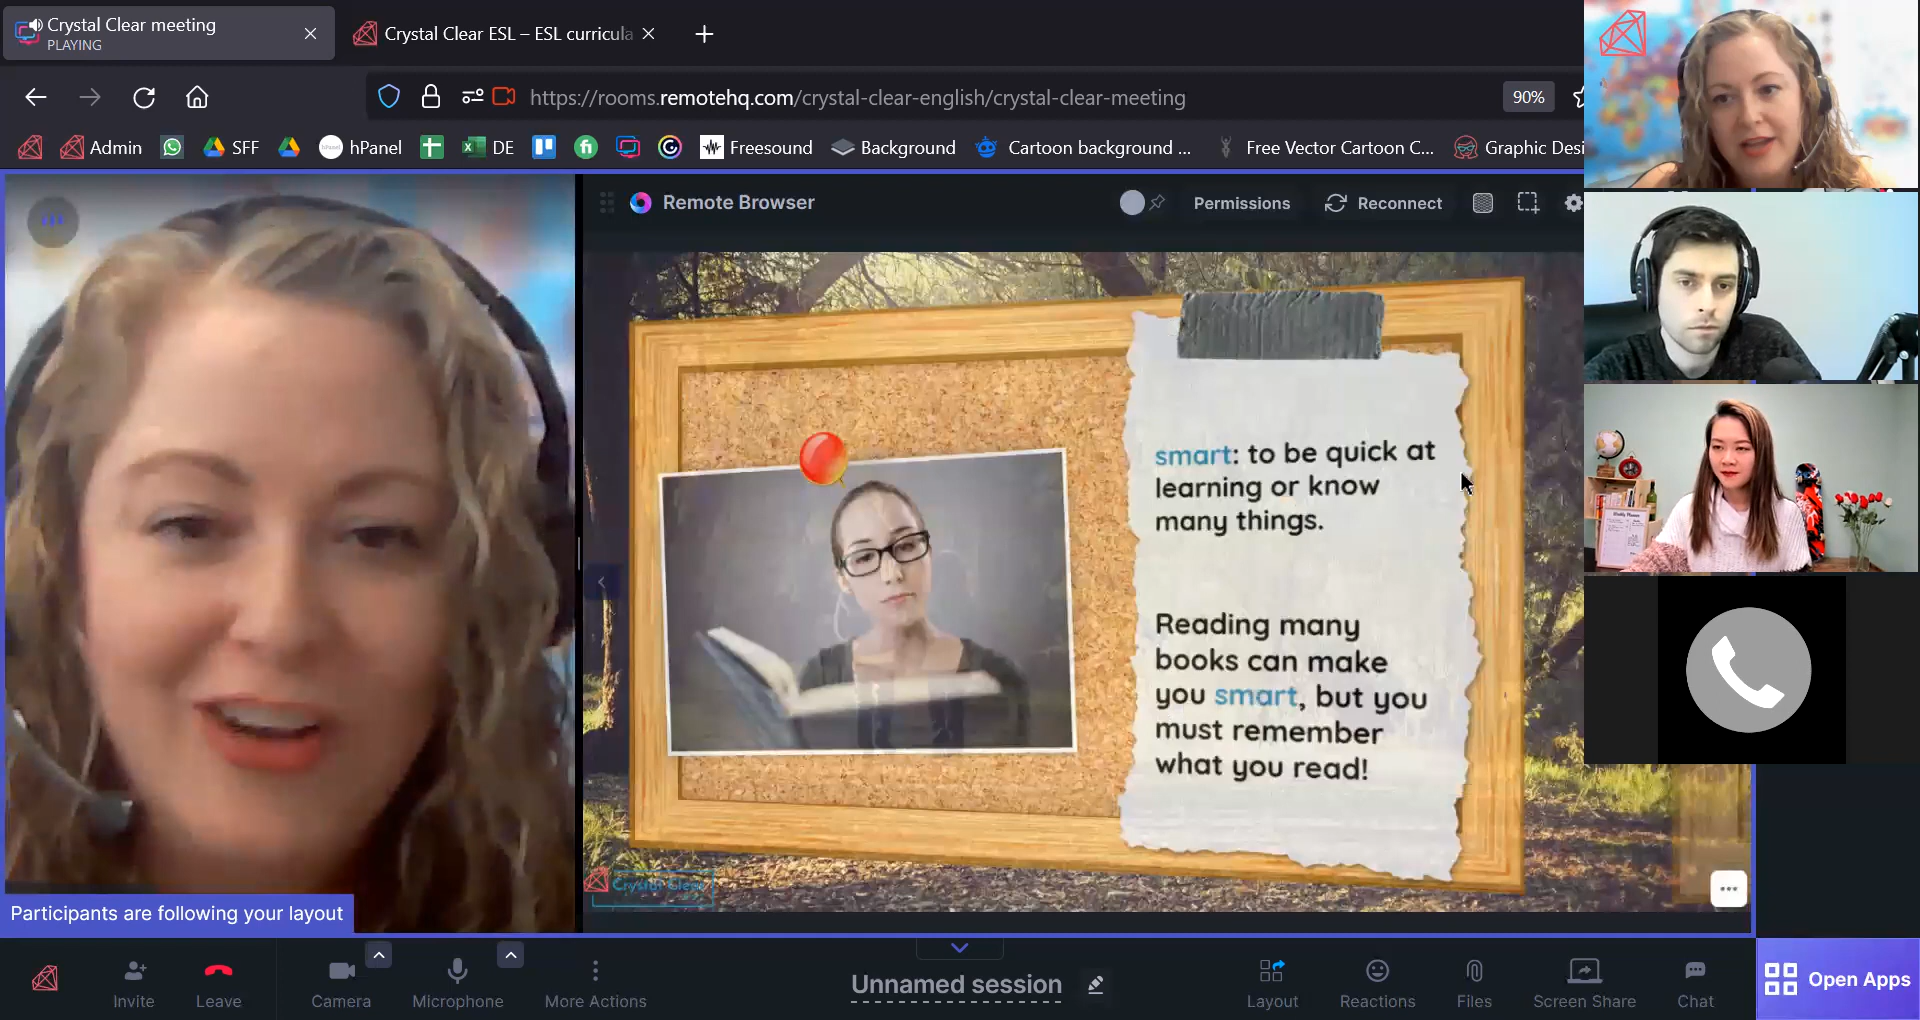 Crystal Clear meeting
PLAYING
Crystal Clear ESL – ESL curricula
https://rooms.remotehq.com/crystal-clear-english/crystal-clear-meeting
90%
Admin SFF hPanel DE Freesound Background Cartoon background ... Free Vector Cartoon C... Graphic Desi
Remote Browser
Permissions
Reconnect
smart: to be quick at
learning or know
many things.
Reading many
books can make
you smart, but you
must remember
what you read!
Crystal Clear
Participants are following your layout
Invite
Leave
Camera
Microphone
More Actions
Unnamed session
Layout
Reactions
Files
Screen Share
Chat
Open Apps